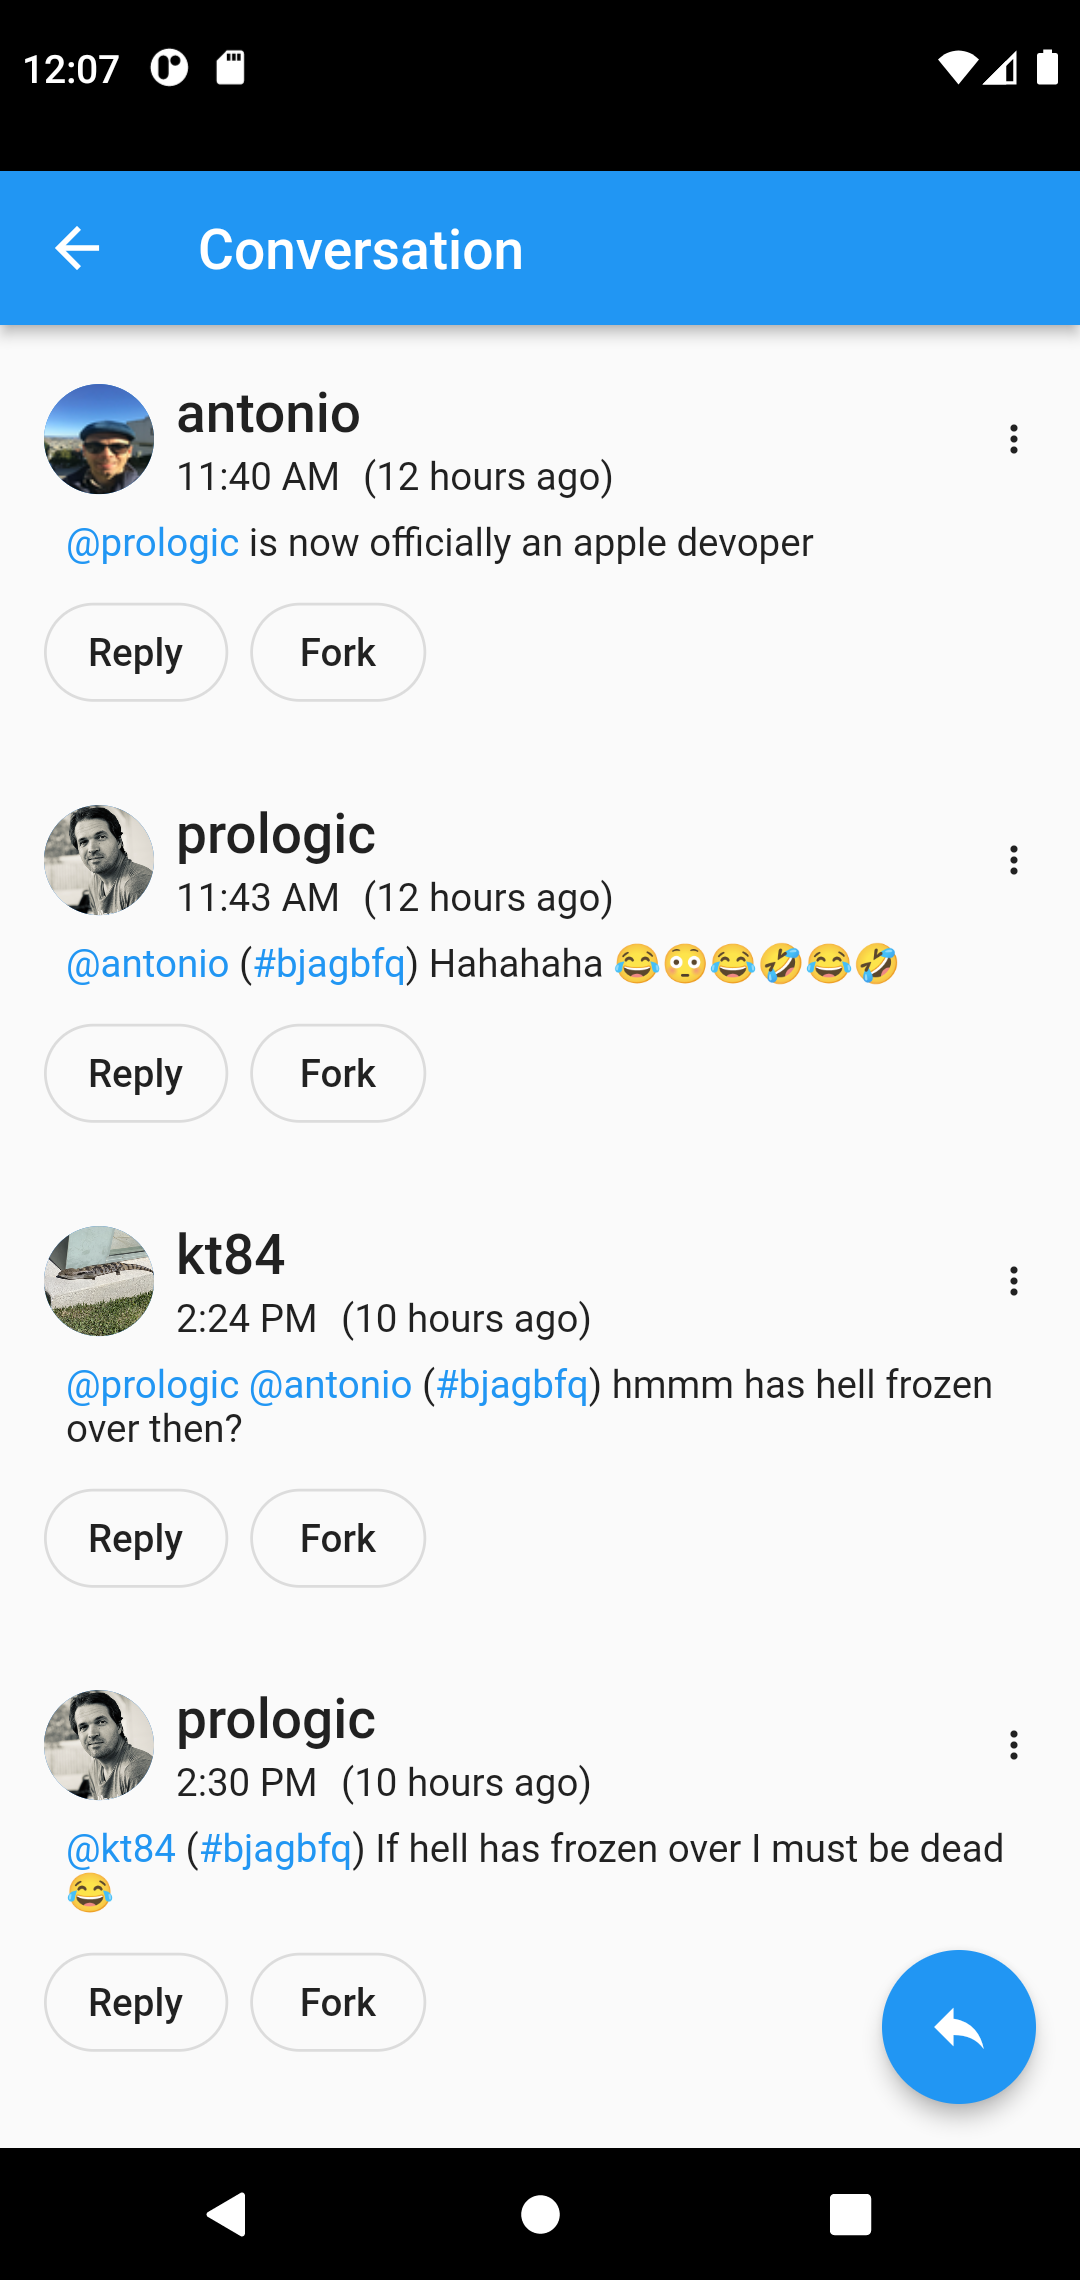 12:07
Conversation
antonio
11:40 AM (12 hours ago)
@prologic is now officially an apple devoper
Reply Fork
prologic
11:43 AM (12 hours ago)
@antonio (#bjagbfq) Hahahaha 😂😳😂🤣😂🤣
Reply Fork
kt84
2:24 PM (10 hours ago)
@prologic @antonio (#bjagbfq) hmmm has hell frozen
over then?
Reply Fork
prologic
2:30 PM (10 hours ago)
@kt84 (#bjagbfq) If hell has frozen over I must be dead
😂
Reply Fork